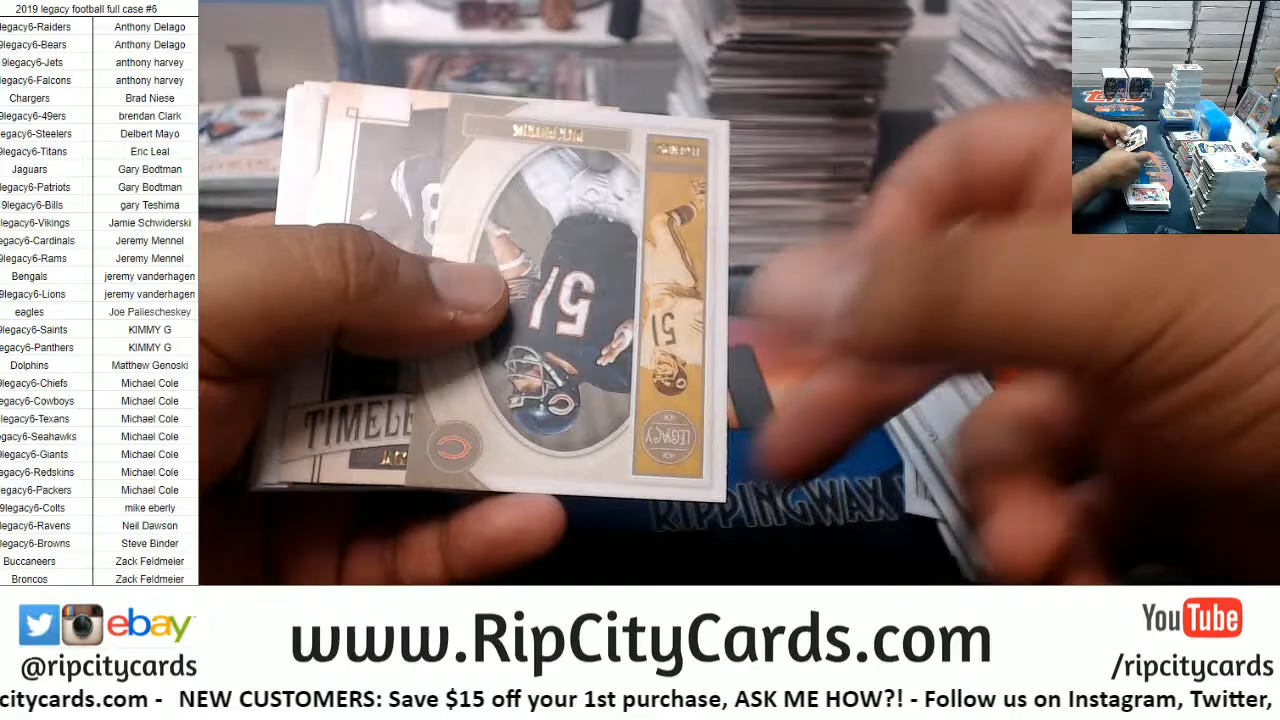 2019 legacy football full case #6
legacy6-Raiders Anthony Delago
9legacy6-Bears Anthony Delago
9legacy6-Jets anthony harvey
9legacy6-Falcons anthony harvey
Chargers Brad Niese
9legacy6-49ers brendan Clark
legacy6-Steelers Delbert Mayo
9legacy6-Titans Eric Leal
Jaguars Gary Bodtman
legacy6-Patriots Gary Bodtman
9legacy6-Bills gary Teshima
legacy6-Vikings Jamie Schwiderski
egacy6-Cardinals Jeremy Mennel
9legacy6-Rams Jeremy Mennel
Bengals jeremy vanderhagen
9legacy6-Lions jeremy vanderhagen
eagles Joe Paliescheskey
9legacy6-Saints KIMMY G
egacy6-Panthers KIMMY G
Dolphins Matthew Genoski
9legacy6-Chiefs Michael Cole
egacy6-Cowboys Michael Cole
9legacy6-Texans Michael Cole
gacy6-Seahawks Michael Cole
9legacy6-Giants Michael Cole
egacy6-Redskins Michael Cole
egacy6-Packers Michael Cole
9legacy6-Colts mike eberly
legacy6-Ravens Neil Dawson
legacy6-Browns Steve Binder
Buccaneers Zack Feldmeier
Broncos Zack Feldmeier
51
51
LEGACY
TIMELE
RIPPINGWAX
ebay
@ripcitycards
www.RipCityCards.com
YouTube
/ripcitycards
citycards.com - NEW CUSTOMERS: Save $15 off your 1st purchase, ASK ME HOW?! - Follow us on Instagram, Twitter,